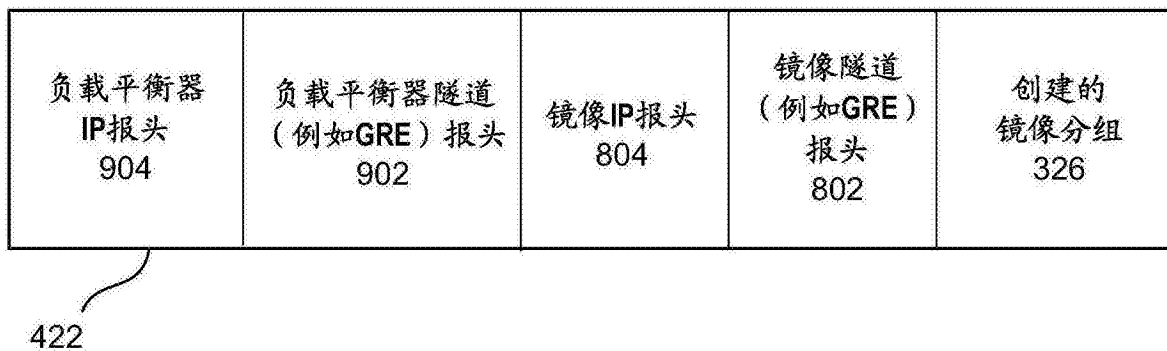 负载平衡器
IP报头
904
负载平衡器隧道
（例如GRE）报头
902
镜像IP报头
804
镜像隧道
（例如GRE）
报头
802
创建的
镜像分组
326
422